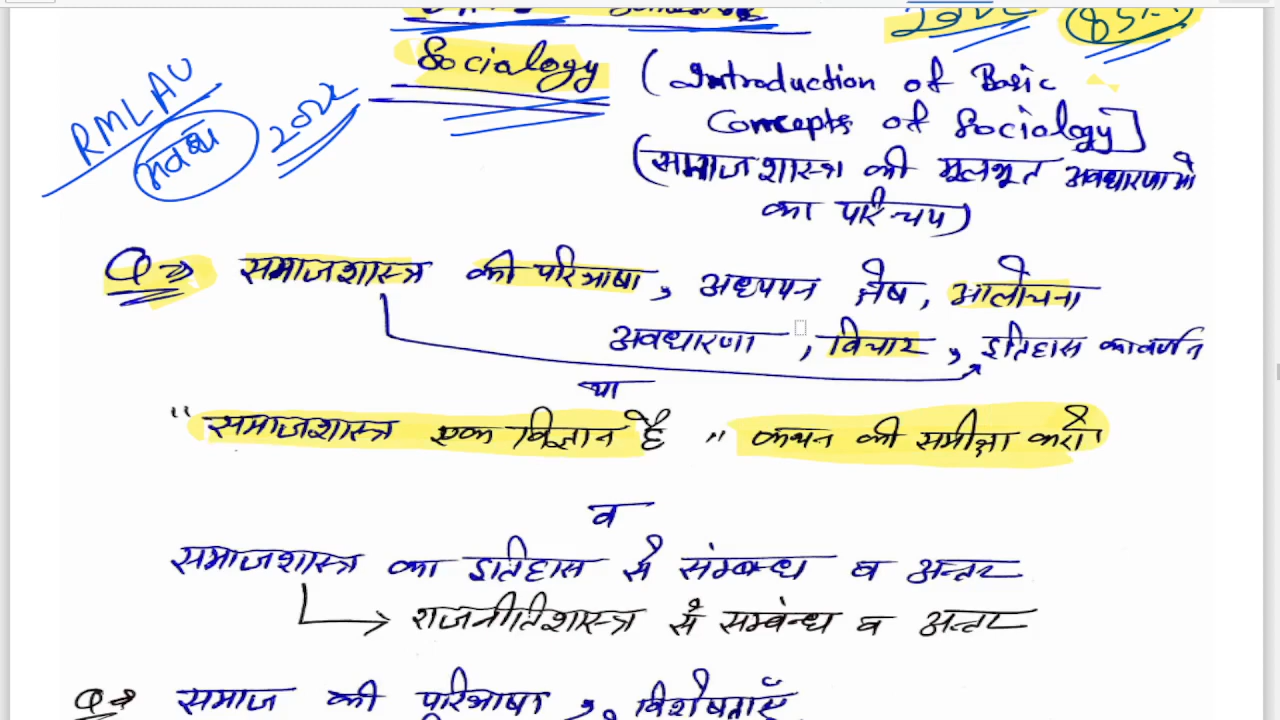 2022
Sociology (Introduction of Basic
Concepts of Sociology]
RMLAU
अवध 2022
(समाजशास्त्र की मूलभूत अवधारणाओ
का परिचय)
Q⇒ समाजशास्त्र की परिभाषा, अध्ययन क्षेत्र, आलोचना
अवधारणा, विचार, इतिहास का वर्णन
या
"समाजशास्त्र एक विज्ञान है" कथन की समीक्षा करो।
व
समाजशास्त्र का इतिहास से संम्बन्ध व अन्तर
→ राजनीतिशास्त्र से सम्बंन्ध व अन्तर
Q⇒ समाज की परिभाषा, विशेषताएँ